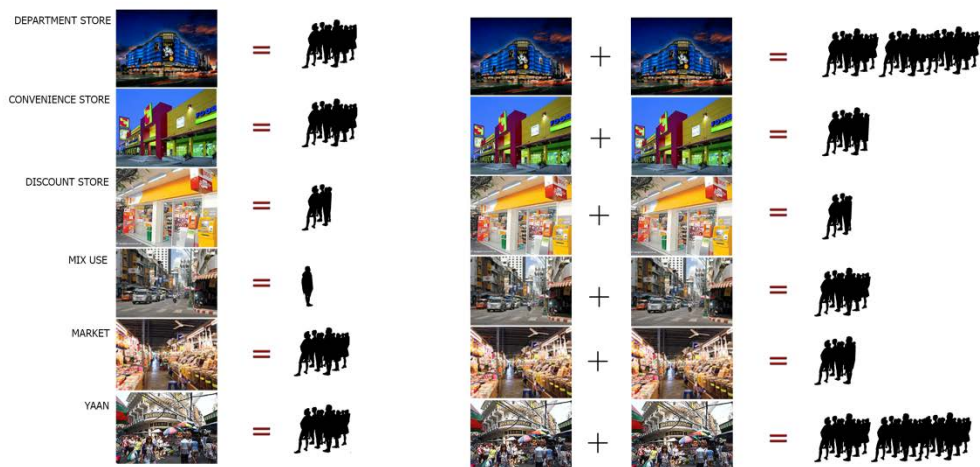 DEPARTMENT STORE
= + =
CONVENIENCE STORE
= + =
DISCOUNT STORE
= + =
MIX USE
= + =
MARKET
= + =
YAAN
= + =